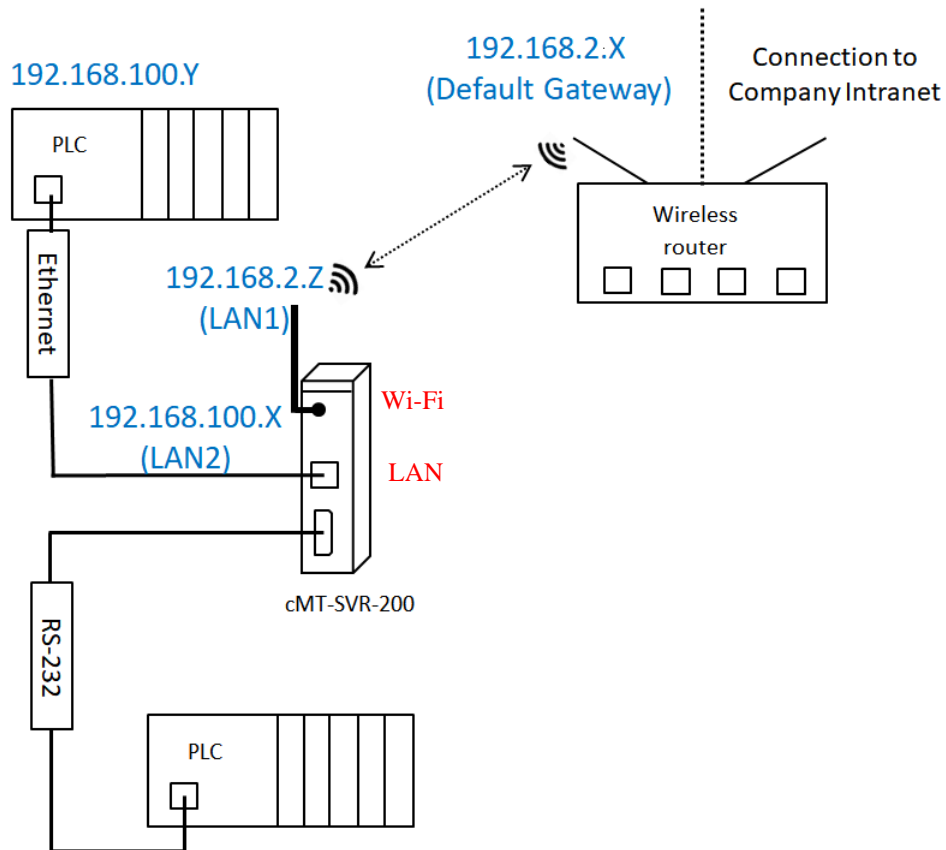 192.168.2.X
(Default Gateway)
Connection to
Company Intranet
192.168.100.Y
PLC
Wireless
router
Ethernet
192.168.2.Z
(LAN1)
Wi-Fi
192.168.100.X
(LAN2)
LAN
cMT-SVR-200
RS-232
PLC